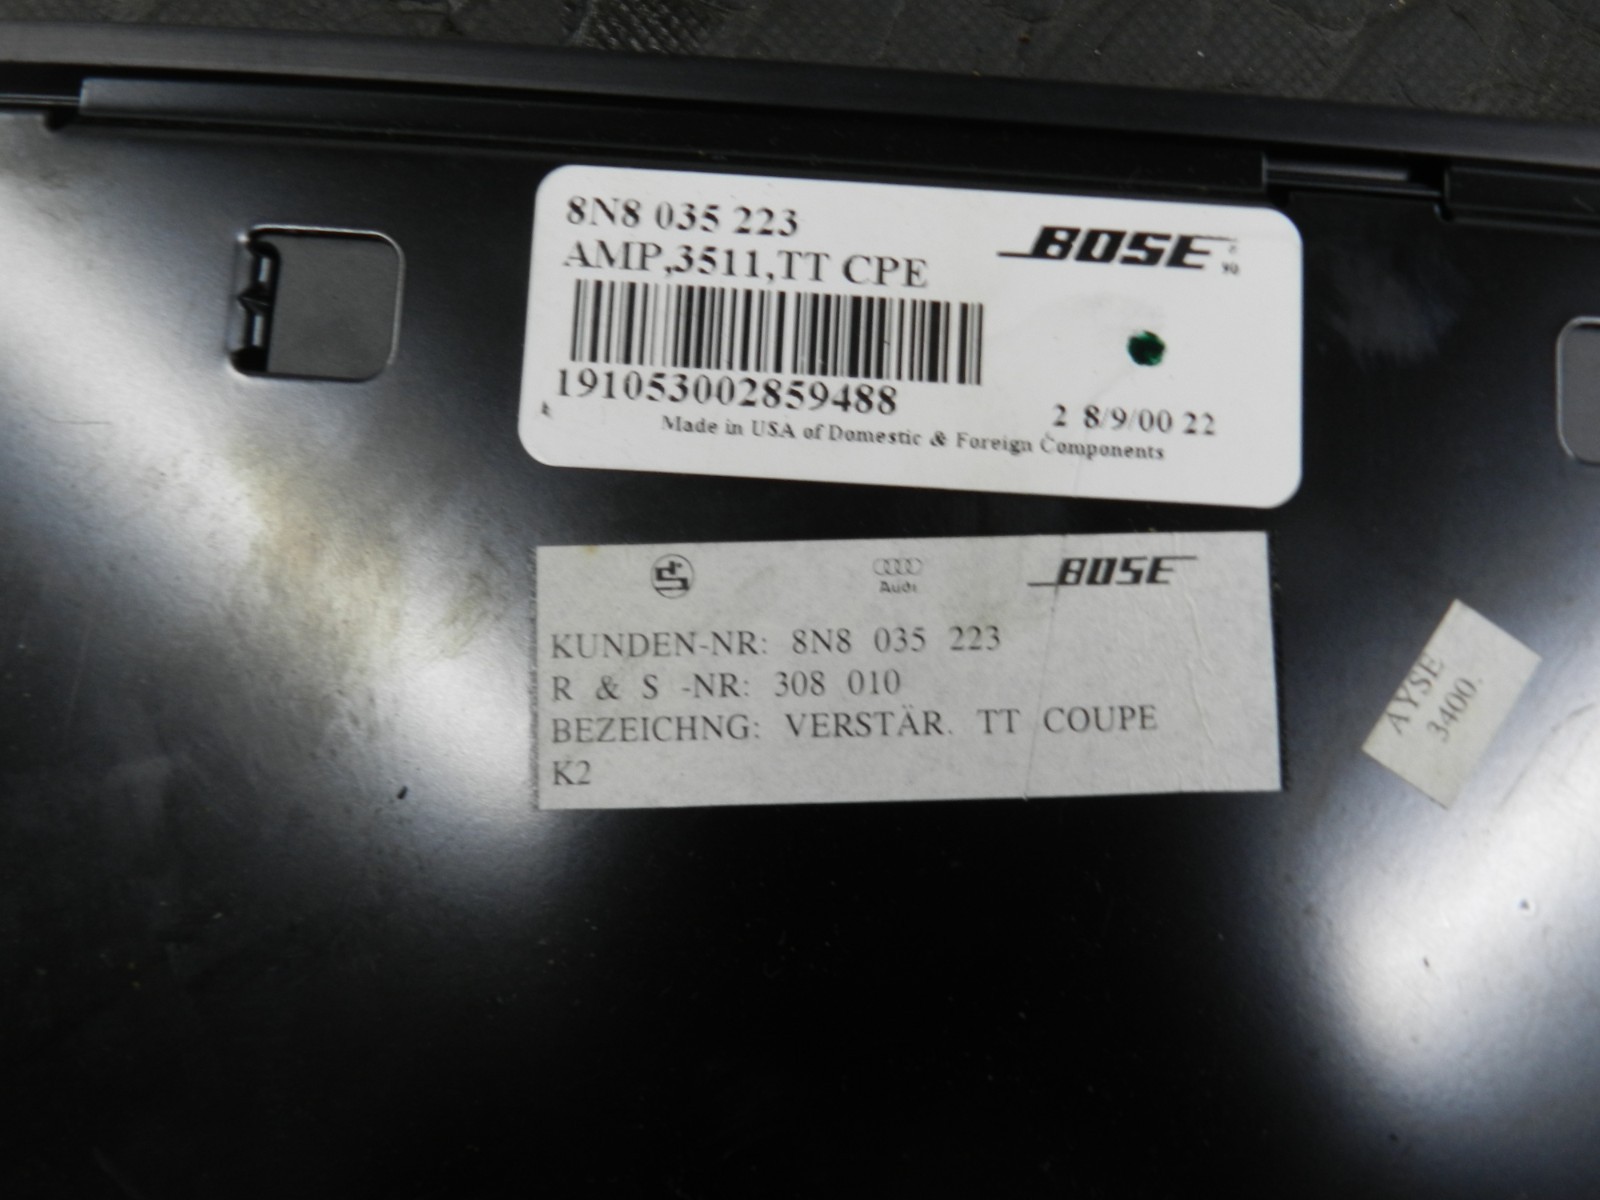 8N8 035 223
BOSE
AMP,3511,TT CPE
191053002859488
2 8/9/00 22
Made in USA of Domestic & Foreign Components
Audi
BOSE
KUNDEN-NR: 8N8 035 223
R & S -NR: 308 010
BEZEICHNG: VERSTÄR. TT COUPE
K2
AYSE
3400.